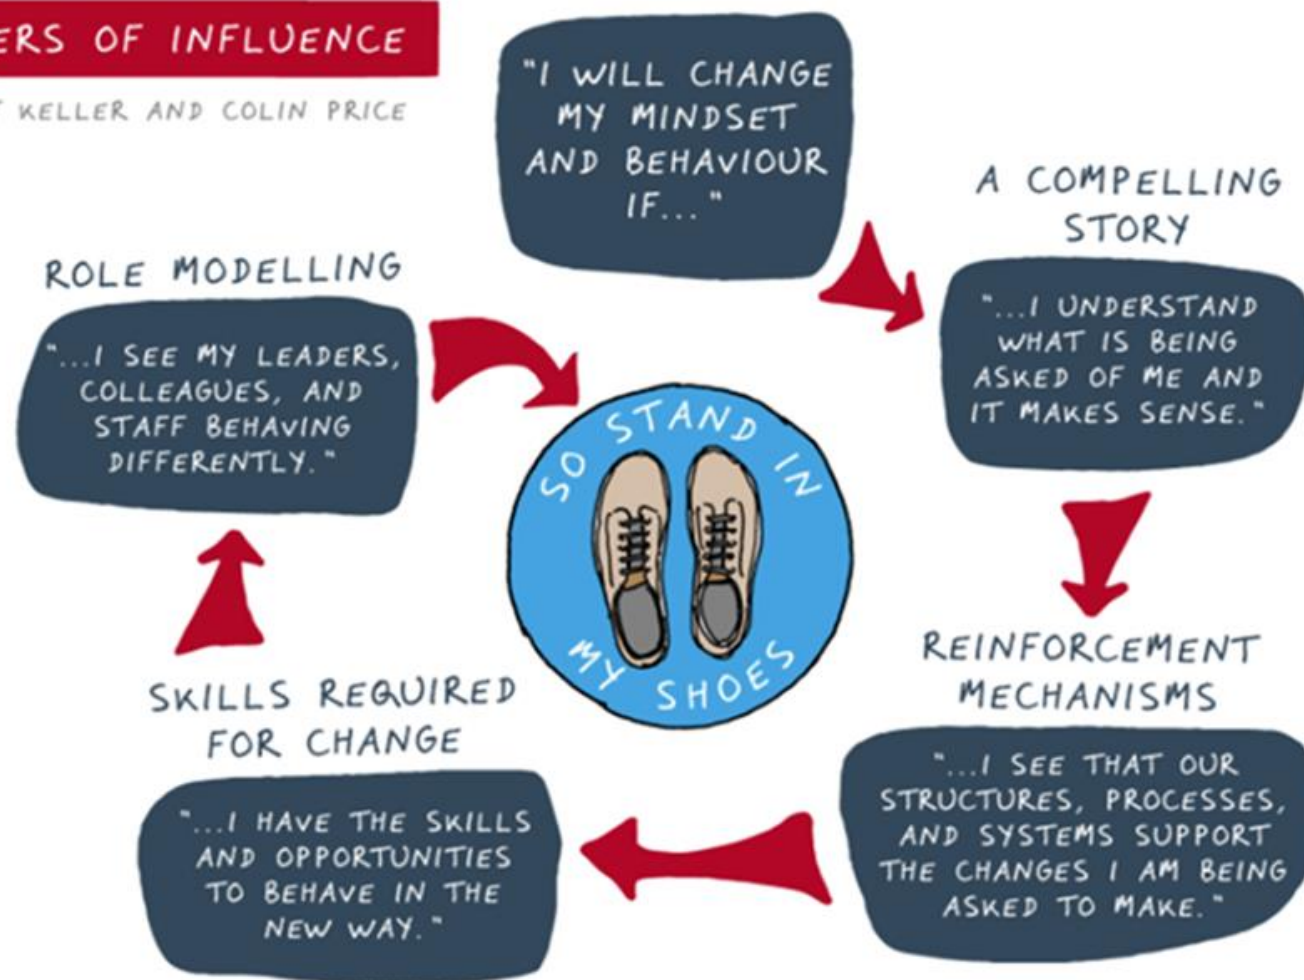 ERS OF INFLUENCE
KELLER AND COLIN PRICE
"I WILL CHANGE
MY MINDSET
AND BEHAVIOUR
IF..."
A COMPELLING
STORY
"...I UNDERSTAND
WHAT IS BEING
ASKED OF ME AND
IT MAKES SENSE."
REINFORCEMENT
MECHANISMS
"...I SEE THAT OUR
STRUCTURES, PROCESSES,
AND SYSTEMS SUPPORT
THE CHANGES I AM BEING
ASKED TO MAKE."
SKILLS REQUIRED
FOR CHANGE
"...I HAVE THE SKILLS
AND OPPORTUNITIES
TO BEHAVE IN THE
NEW WAY."
ROLE MODELLING
"...I SEE MY LEADERS,
COLLEAGUES, AND
STAFF BEHAVING
DIFFERENTLY."
SO STAND IN
MY SHOES